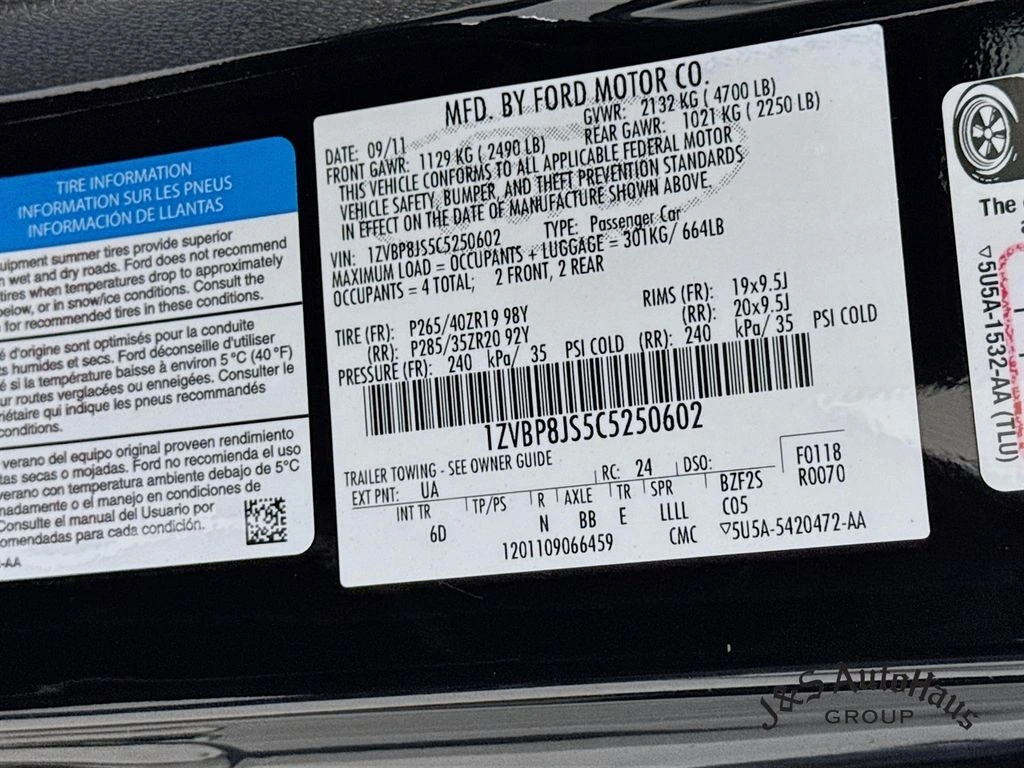 TIRE INFORMATION
INFORMATION SUR LES PNEUS
INFORMACIÓN DE LLANTAS
summer tires provide superior
wet and dry roads. Ford does not recommend
tires when temperatures drop to approximately
below, or in snow/ice conditions. Consult the
for recommended tires in these conditions.
d'origine sont optimisés pour la conduite
humides et secs. Ford déconseille d'utiliser
si la température baisse à environ 5°C (40°F)
routes verglacées ou enneigées. Consulter le
qui indique les pneus recommandés
conditions.
verano del equipo original proveen rendimiento
secas o mojadas. Ford no recomienda el uso
verano con temperatura ambiente debajo de 5°C
o el manejo en condiciones de
Consulte el manual del Usuario por
para cada condición.
-AA
MFD. BY FORD MOTOR CO.
DATE: 09/11 GVWR: 2132 KG ( 4700 LB)
FRONT GAWR: 1129 KG ( 2490 LB) REAR GAWR: 1021 KG ( 2250 LB)
THIS VEHICLE CONFORMS TO ALL APPLICABLE FEDERAL MOTOR
VEHICLE SAFETY, BUMPER, AND THEFT PREVENTION STANDARDS
IN EFFECT ON THE DATE OF MANUFACTURE SHOWN ABOVE.
VIN: 1ZVBP8JS5C5250602 TYPE: Passenger Car
MAXIMUM LOAD = OCCUPANTS + LUGGAGE = 301KG/ 664LB
OCCUPANTS = 4 TOTAL; 2 FRONT, 2 REAR
TIRE (FR): P265/40ZR19 98Y RIMS (FR): 19x9.5J
(RR): P285/35ZR20 92Y (RR): 20x9.5J
PRESSURE (FR): 240 kPa/ 35 PSI COLD (RR): 240 kPa/ 35 PSI COLD
1ZVBP8JS5C5250602
TRAILER TOWING - SEE OWNER GUIDE
EXT PNT: UA RC: 24 DSO: F0118
INT TR TP/PS R AXLE TR SPR BZF2S R0070
6D N BB E LLLL C05
1201109066459 CMC ▽5U5A-5420472-AA
The
▽5U5A-1532-AA (TLU)
J&S AutoHaus
GROUP